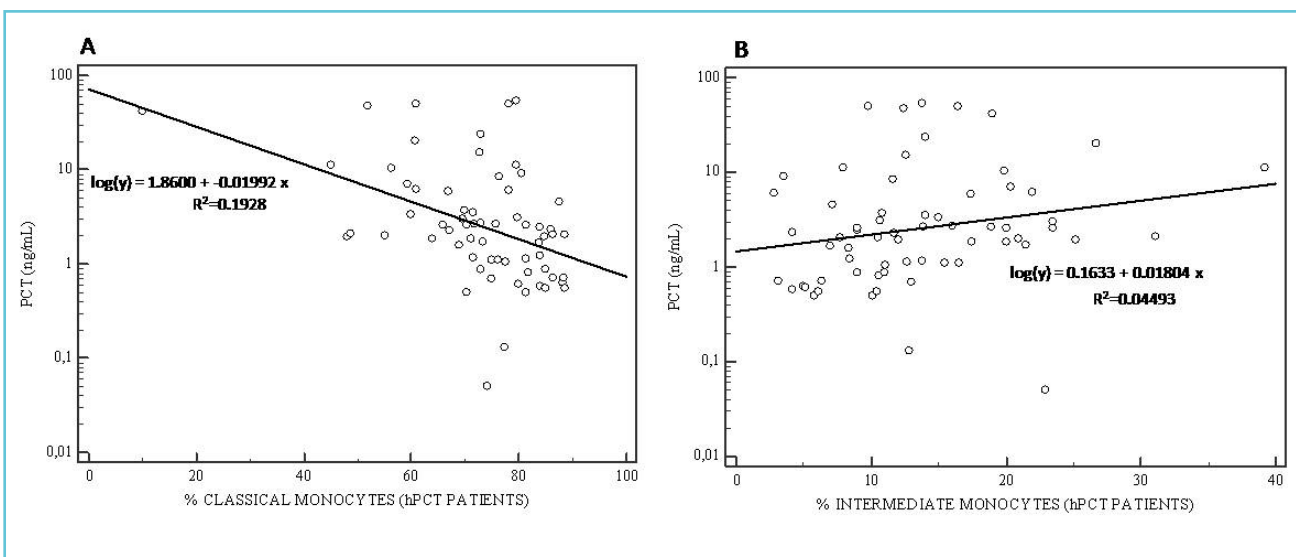 A
PCT (ng/mL)
100
10
1
0,1
0,01
log(y) = 1.8600 + -0.01992 x
R²=0.1928
0 20 40 60 80 100
% CLASSICAL MONOCYTES (hPCT PATIENTS)
B
PCT (ng/mL)
100
10
1
0,1
0,01
log(y) = 0.1633 + 0.01804 x
R²=0.04493
0 10 20 30 40
% INTERMEDIATE MONOCYTES (hPCT PATIENTS)